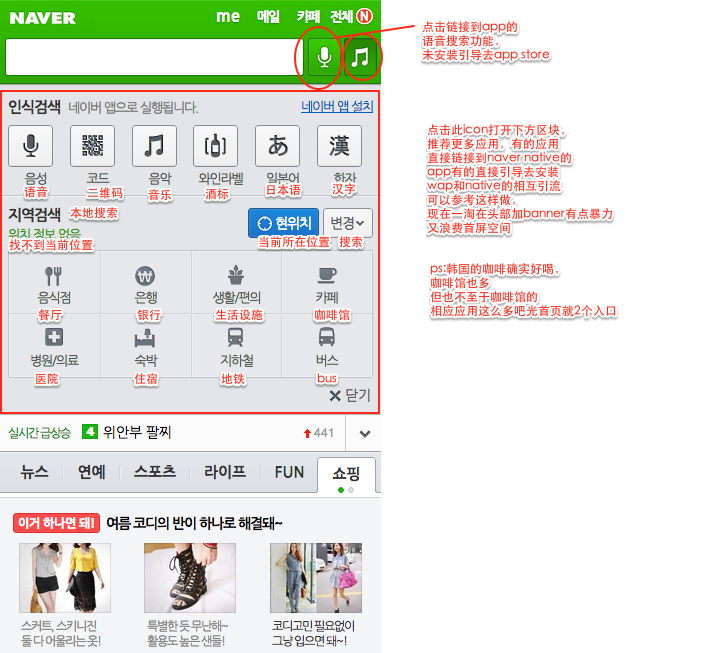 NAVER
me 메일 카페 전체 N
点击链接到app的
语音搜索功能,
未安装引导去app store
인식검색 네이버 앱으로 실행됩니다. 네이버 앱 설치
음성 코드 음악 와인라벨 일본어 한자
あ 漢
语音 二维码 音乐 酒标 日本语 汉字
点击此icon打开下方区块,
推荐更多应用, 有的应用
直接链接到naver native的
app有的直接引导去安装
wap和native的相互引流
可以参考这样做,
现在一淘在头部加banner有点暴力
又浪费首屏空间
지역검색 本地搜索
위치 정보 없음
找不到当前位置
현위치 변경
当前所在位置 搜索
ps:韩国的咖啡确实好喝,
咖啡馆也多
但也不至于咖啡馆的
相应应用这么多吧光首页就2个入口
음식점 은행 생활/편의 카페
餐厅 银行 生活设施 咖啡馆
병원/의료 숙박 지하철 버스
医院 住宿 地铁 bus
닫기
실시간 급상승 4 위안부 팔찌 441
뉴스 연예 스포츠 라이프 FUN 쇼핑
이거 하나면 돼! 여름 코디의 반이 하나로 해결돼~
스커트, 스키니진
둘 다 어울리는 옷!
특별한 듯 무난해~
활용도 높은 샌들!
코디고민 필요없이
그냥 입으면 돼~!